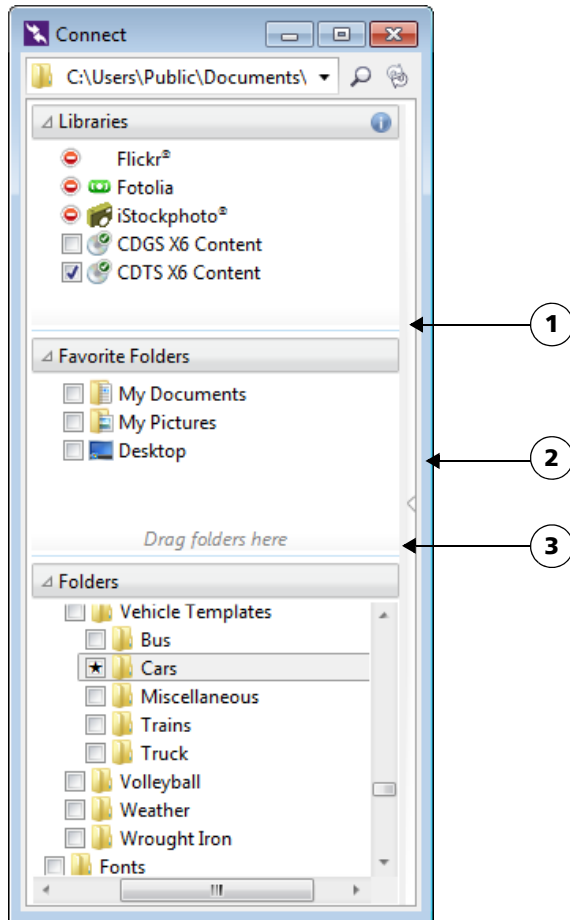 Connect
C:\Users\Public\Documents\
Libraries
Flickr®
Fotolia
iStockphoto®
CDGS X6 Content
CDTS X6 Content
1
Favorite Folders
My Documents
My Pictures
Desktop
2
Drag folders here
3
Folders
Vehicle Templates
Bus
Cars
Miscellaneous
Trains
Truck
Volleyball
Weather
Wrought Iron
Fonts